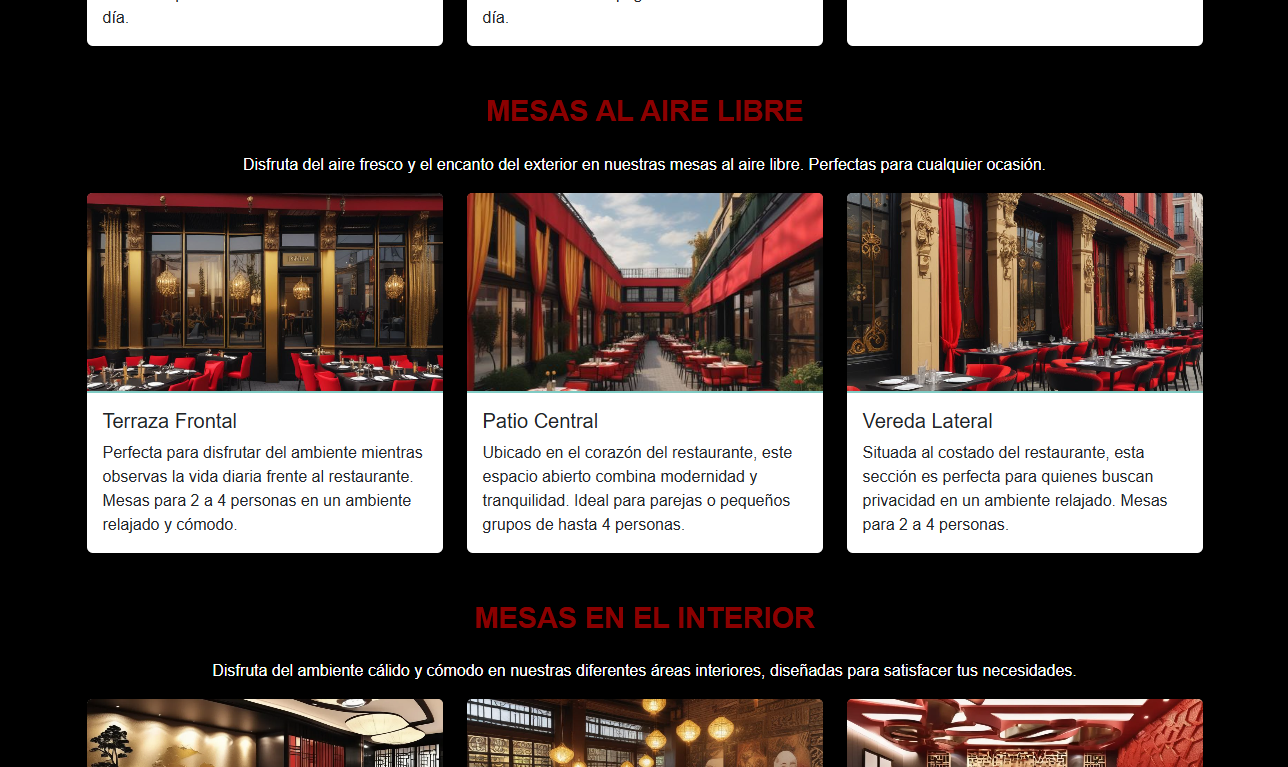 día.
día.
MESAS AL AIRE LIBRE
Disfruta del aire fresco y el encanto del exterior en nuestras mesas al aire libre. Perfectas para cualquier ocasión.
Terraza Frontal
Perfecta para disfrutar del ambiente mientras
observas la vida diaria frente al restaurante.
Mesas para 2 a 4 personas en un ambiente
relajado y cómodo.
Patio Central
Ubicado en el corazón del restaurante, este
espacio abierto combina modernidad y
tranquilidad. Ideal para parejas o pequeños
grupos de hasta 4 personas.
Vereda Lateral
Situada al costado del restaurante, esta
sección es perfecta para quienes buscan
privacidad en un ambiente relajado. Mesas
para 2 a 4 personas.
MESAS EN EL INTERIOR
Disfruta del ambiente cálido y cómodo en nuestras diferentes áreas interiores, diseñadas para satisfacer tus necesidades.